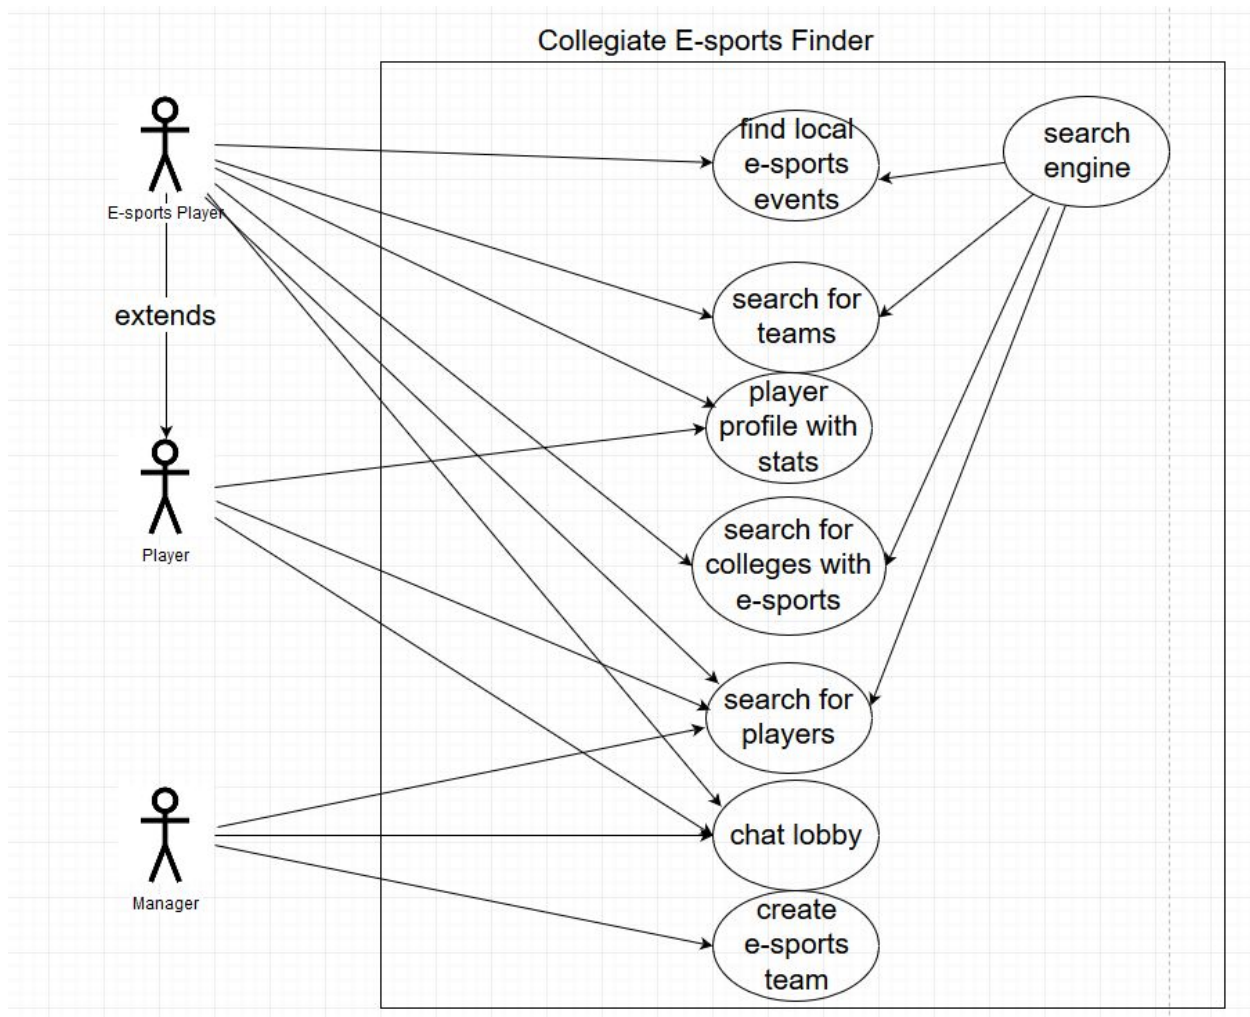 Collegiate E-sports Finder
find local
e-sports
events
search
engine
E-sports Player
extends
search for
teams
player
profile with
stats
Player
search for
colleges with
e-sports
search for
players
Manager
chat lobby
create
e-sports
team